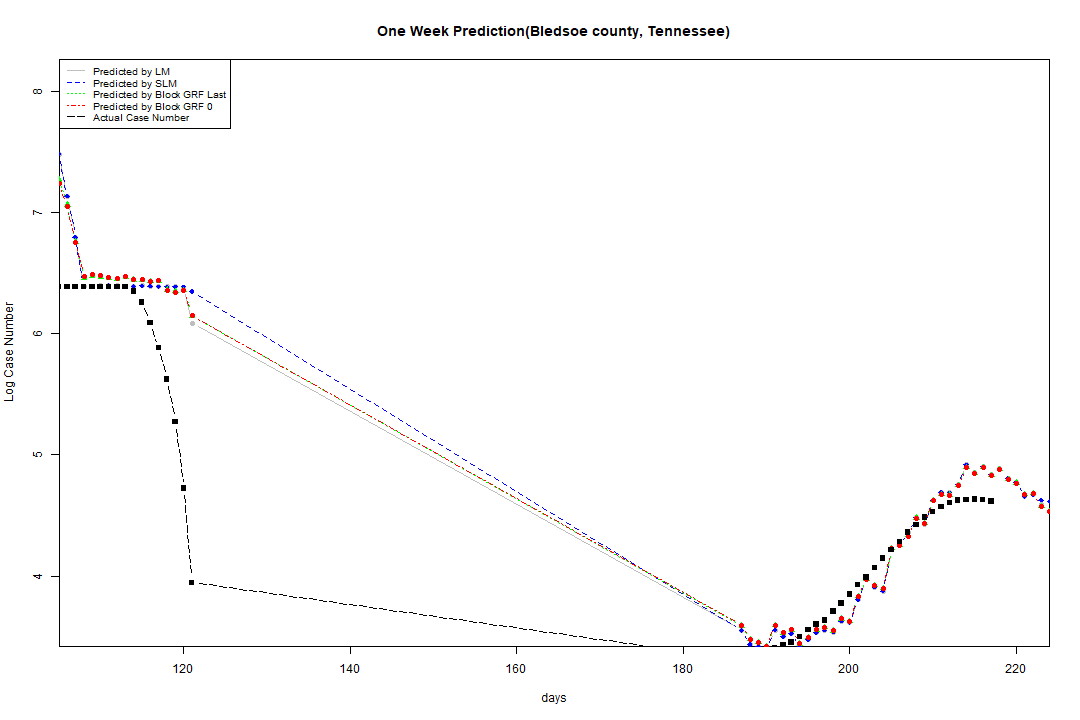 One Week Prediction(Bledsoe county, Tennessee)
Predicted by LM
Predicted by SLM
Predicted by Block GRF Last
Predicted by Block GRF 0
Actual Case Number
8
7
6
5
4
Log Case Number
120 140 160 180 200 220
days